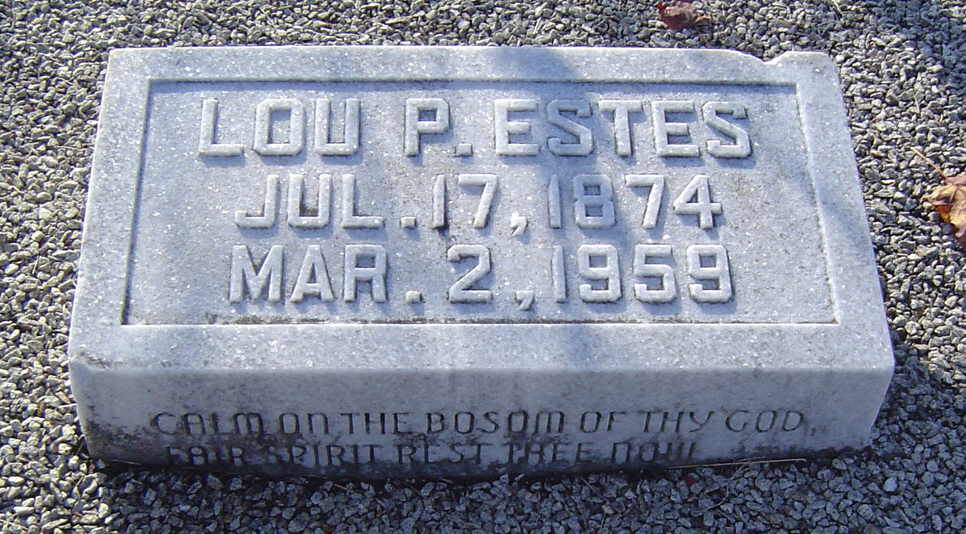 LOU P. ESTES
JUL. 17, 1874
MAR. 2, 1959
CALM ON THE BOSOM OF THY GOD,
FAIR SPIRIT REST THEE NOW